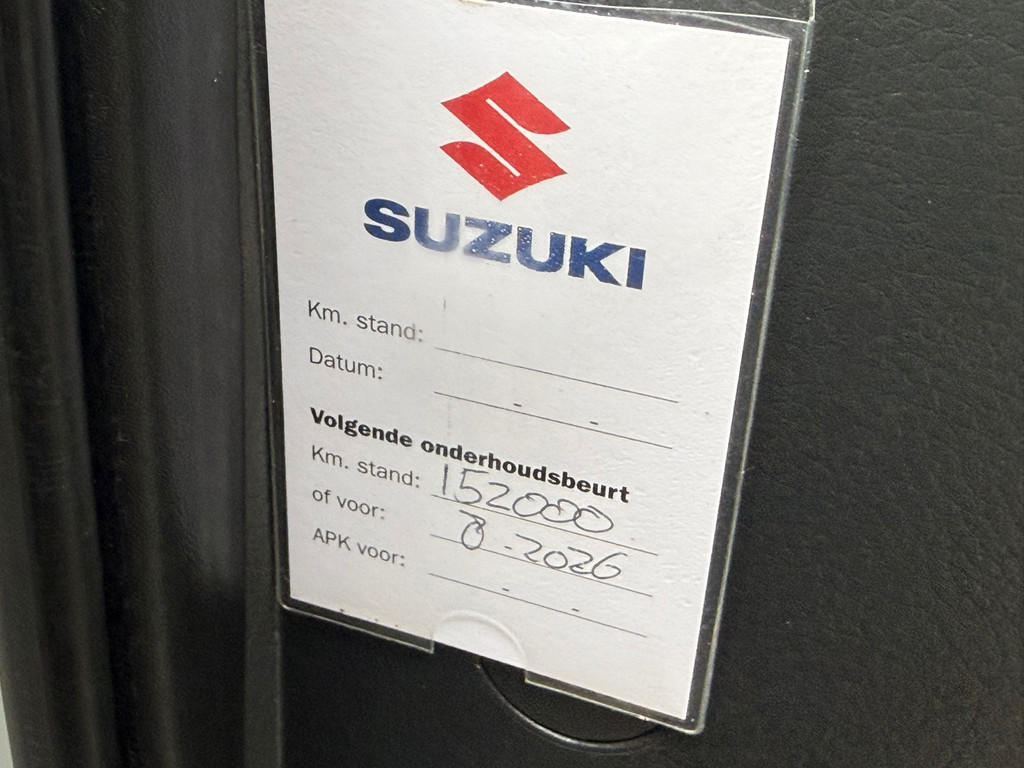 SUZUKI
Km. stand:
Datum: - -
Volgende onderhoudsbeurt
Km. stand: 152000
of voor: 8-2026
APK voor: - -